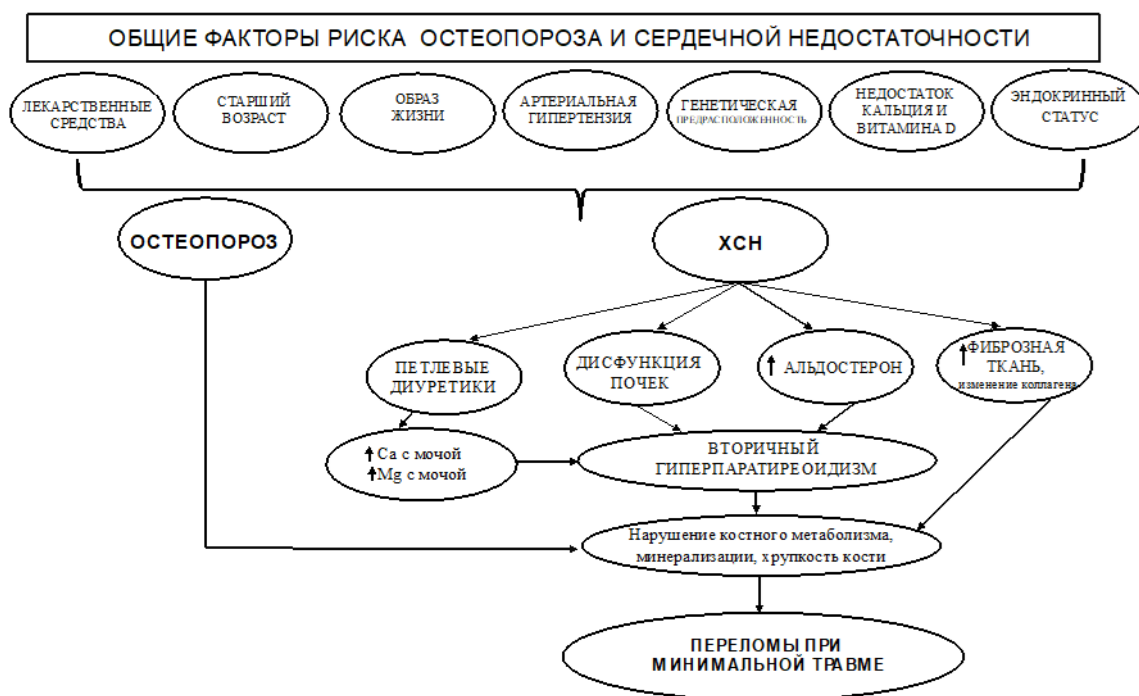 ОБЩИЕ ФАКТОРЫ РИСКА ОСТЕОПОРОЗА И СЕРДЕЧНОЙ НЕДОСТАТОЧНОСТИ
ЛЕКАРСТВЕННЫЕ
СРЕДСТВА
СТАРШИЙ
ВОЗРАСТ
ОБРАЗ
ЖИЗНИ
АРТЕРИАЛЬНАЯ
ГИПЕРТЕНЗИЯ
ГЕНЕТИЧЕСКАЯ
ПРЕДРАСПОЛОЖЕННОСТЬ
НЕДОСТАТОК
КАЛЬЦИЯ И
ВИТАМИНА D
ЭНДОКРИННЫЙ
СТАТУС
ОСТЕОПОРОЗ
ХСН
ПЕТЛЕВЫЕ
ДИУРЕТИКИ
ДИСФУНКЦИЯ
ПОЧЕК
АЛЬДОСТЕРОН
ФИБРОЗНАЯ
ТКАНЬ,
изменение коллагена
Ca с мочой
Mg с мочой
ВТОРИЧНЫЙ
ГИПЕРПАРАТИРЕОИДИЗМ
Нарушение костного метаболизма,
минерализации, хрупкость кости
ПЕРЕЛОМЫ ПРИ
МИНИМАЛЬНОЙ ТРАВМЕ